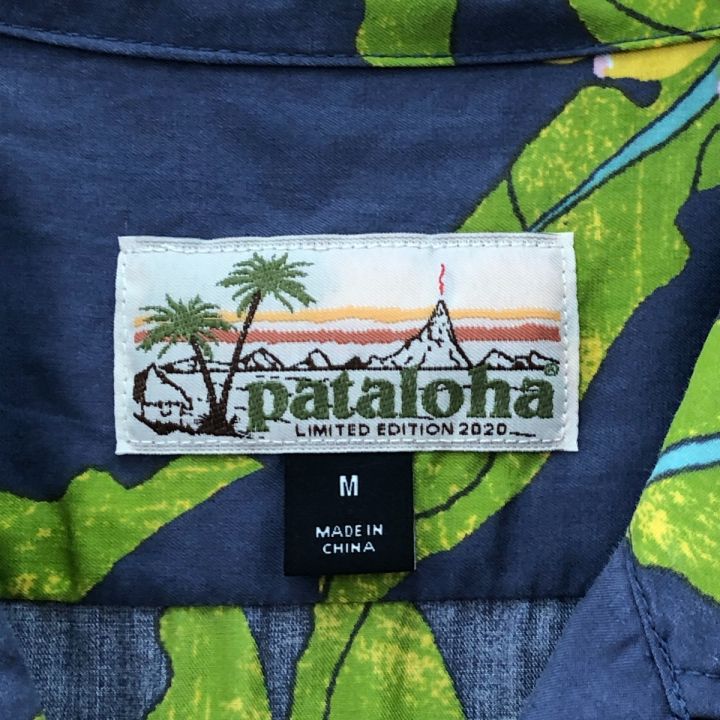 pataloha®
LIMITED EDITION 2020
M
MADE IN
CHINA